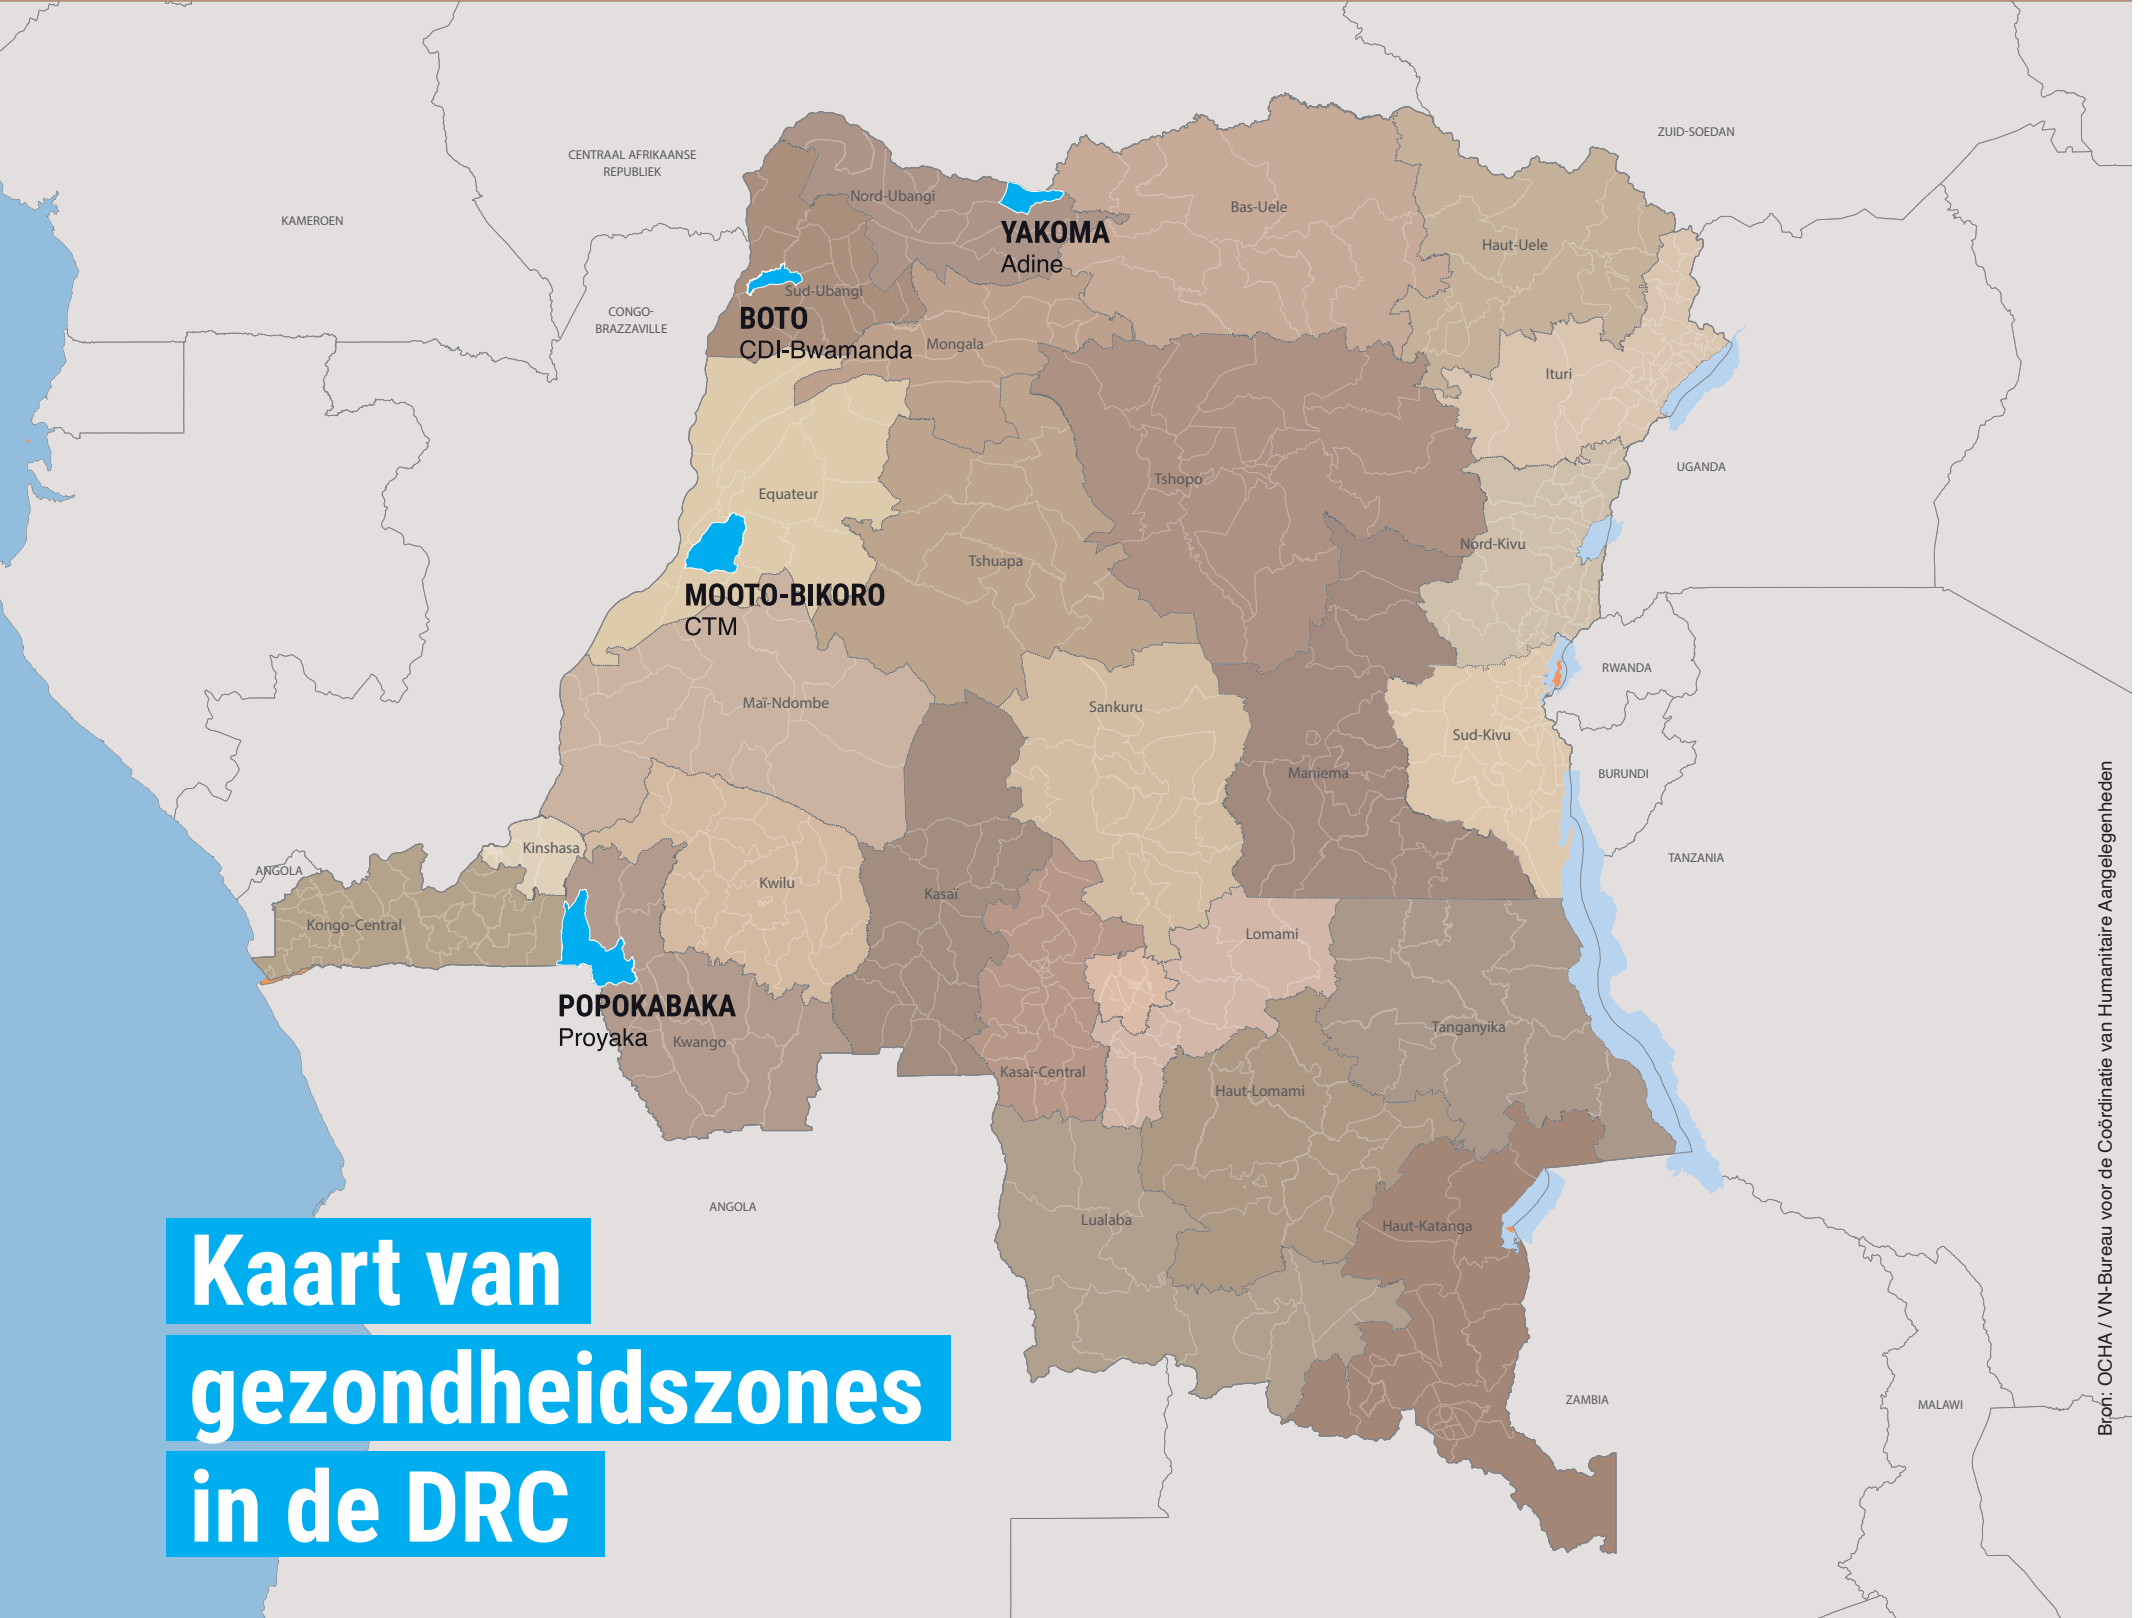 ZUID-SOEDAN
CENTRAAL AFRIKAANSE
REPUBLIEK
Nord-Ubangi
Bas-Uele
KAMEROEN
YAKOMA
Adine
Haut-Uele
Sud-Ubangi
CONGO-
BRAZZAVILLE
BOTO
CDI-Bwamanda
Mongala
Ituri
UGANDA
Tshopo
Equateur
Nord-Kivu
Tshuapa
MOOTO-BIKORO
CTM
RWANDA
Maï-Ndombe
Sankuru
Sud-Kivu
Maniema
BURUNDI
Kinshasa
TANZANIA
ANGOLA
Kwilu
Kasaï
Kongo-Central
Lomami
POPOKABAKA
Proyaka
Kwango
Tanganyika
Kasaï-Central
Haut-Lomami
ANGOLA
Lualaba
Haut-Katanga
ZAMBIA
MALAWI
Kaart van
gezondheidszones
in de DRC
Bron: OCHA / VN-Bureau voor de Coördinatie van Humanitaire Aangelegenheden